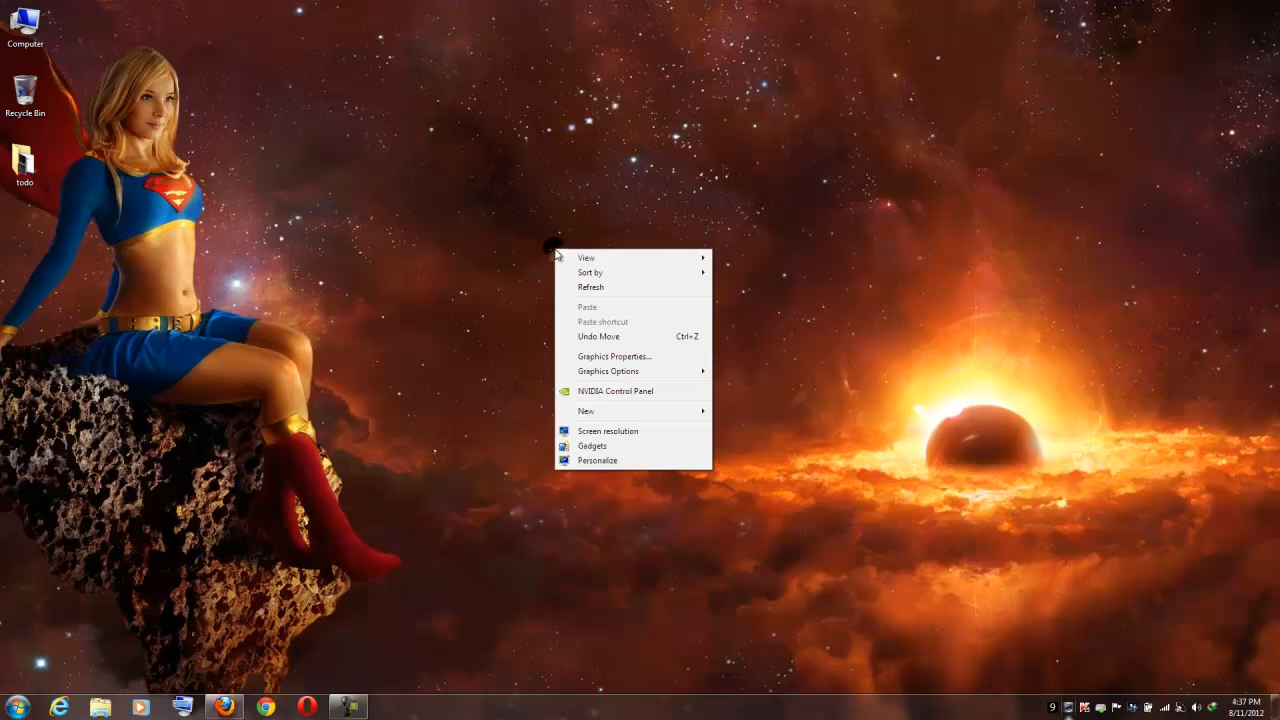 Computer
Recycle Bin
todo
View
Sort by
Refresh
Paste
Paste shortcut
Undo Move Ctrl+Z
Graphics Properties...
Graphics Options
NVIDIA Control Panel
New
Screen resolution
Gadgets
Personalize
9
4:37 PM
8/11/2012